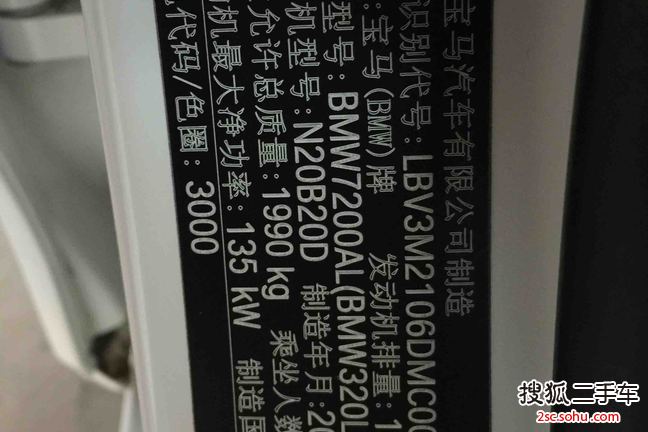 宝马汽车有限公司制造
识别代号: LBV3M2106DMC00
: 宝马(BMW)牌 发动机排量: 1
型号: BMW7200AL(BMW320L
机型号: N20B20D 制造年月: 20
允许总质量: 1990 kg 乘坐人数
机最大净功率: 135 kW 制造国
代码/色圈: 3000
搜狐二手车
2sc.sohu.com